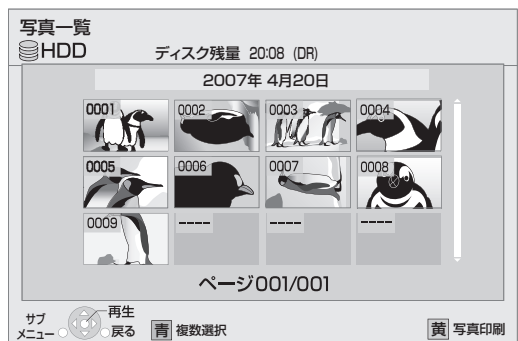 写真一覧
HDD ディスク残量 20:08 (DR)
2007年 4月20日
0001 0002 0003 0004
0005 0006 0007 0008
0009 ---- ---- ----
ページ001/001
サブ
メニュー
再生
戻る
青 複数選択
黄 写真印刷